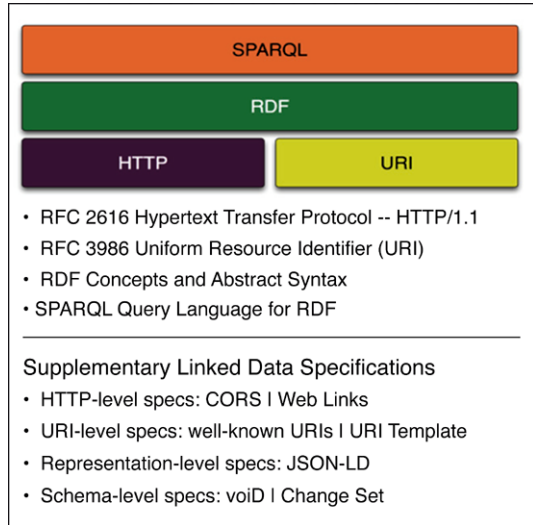 SPARQL
RDF
HTTP
URI
• RFC 2616 Hypertext Transfer Protocol -- HTTP/1.1
• RFC 3986 Uniform Resource Identifier (URI)
• RDF Concepts and Abstract Syntax
• SPARQL Query Language for RDF
Supplementary Linked Data Specifications
• HTTP-level specs: CORS | Web Links
• URI-level specs: well-known URIs | URI Template
• Representation-level specs: JSON-LD
• Schema-level specs: voiD | Change Set